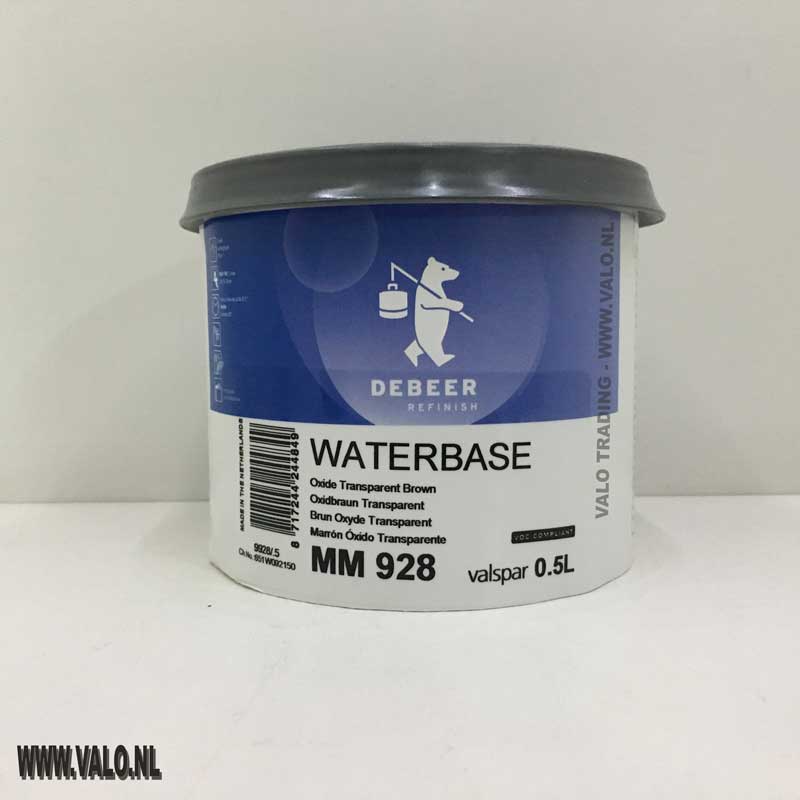 DEBEER
REFINISH
WATERBASE
Oxide Transparent Brown
Oxidbraun Transparent
Brun Oxyde Transparent
Marrón Óxido Transparente
MM 928
VOC COMPLIANT
valspar 0.5L
MADE IN THE NETHERLANDS
8 717244 244849
9928/.5
VALO TRADING - WWW.VALO.NL
WWW.VALO.NL